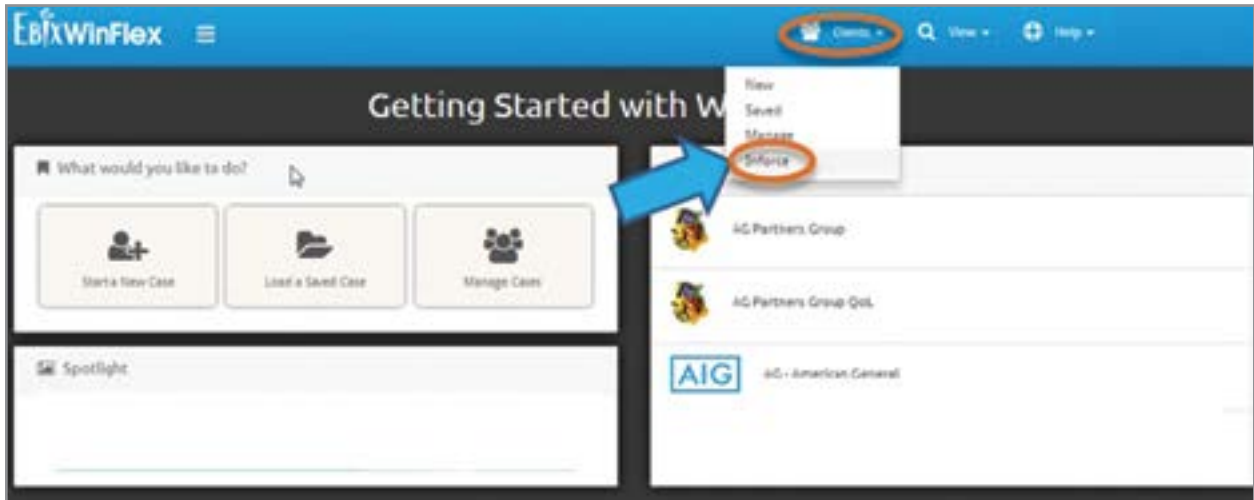 EBIXWINFLEX
Clients
View
Help
New
Saved
Manage
Inforce
Getting Started with W
What would you like to do?
Start a New Case
Load a Saved Case
Manage Cases
Spotlight
AG Partners Group
AG Partners Group QoL
AIG
AG - American General